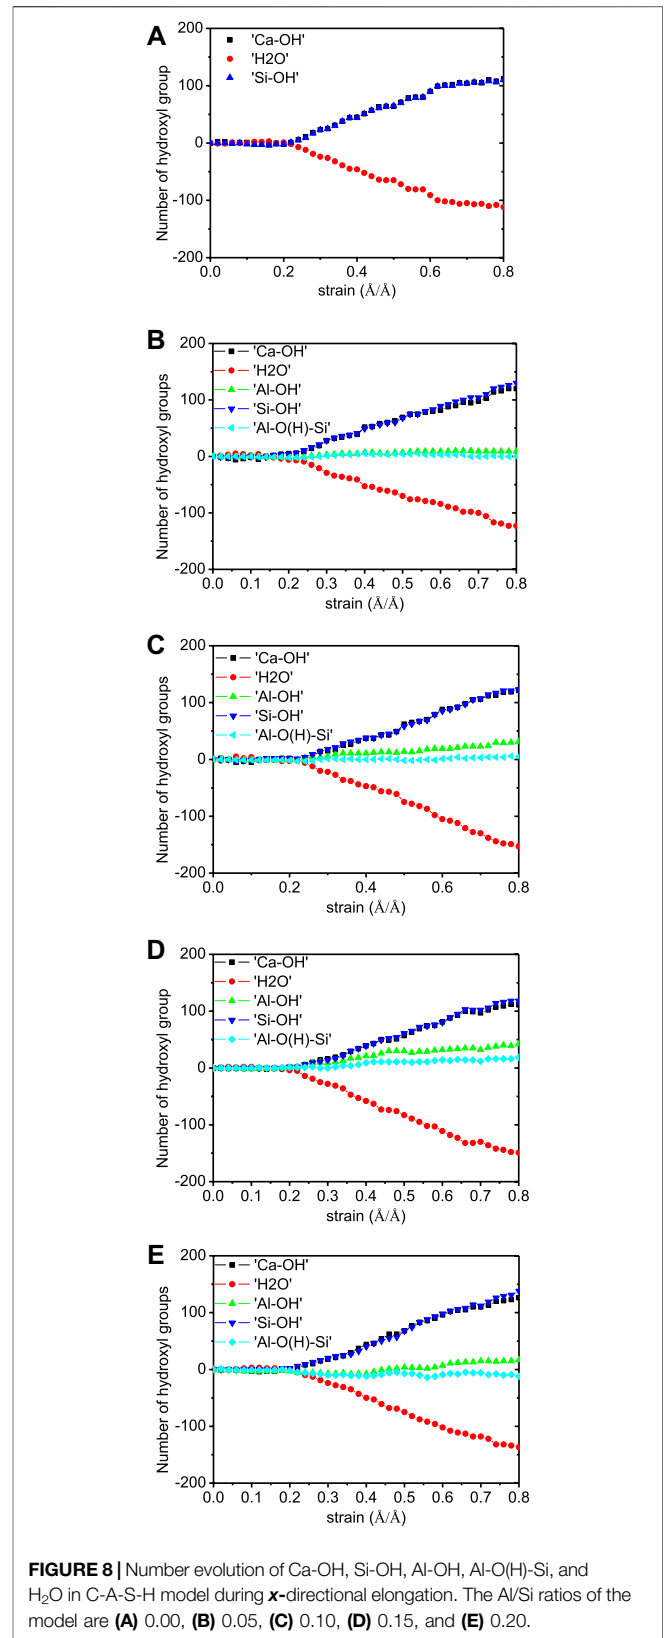 A
'Ca-OH'
'H2O'
'Si-OH'
Number of hydroxyl group
200
100
0
-100
-200
0.0 0.2 0.4 0.6 0.8
strain (Å/Å)
B
'Ca-OH'
'H2O'
'Al-OH'
'Si-OH'
'Al-O(H)-Si'
Number of hydroxyl groups
200
100
0
-100
-200
0.0 0.1 0.2 0.3 0.4 0.5 0.6 0.7 0.8
strain (Å/Å)
C
'Ca-OH'
'H2O'
'Al-OH'
'Si-OH'
'Al-O(H)-Si'
Number of hydroxyl groups
200
100
0
-100
-200
0.0 0.1 0.2 0.3 0.4 0.5 0.6 0.7 0.8
strain (Å/Å)
D
'Ca-OH'
'H2O'
'Al-OH'
'Si-OH'
'Al-O(H)-Si'
Number of hydroxyl group
200
100
0
-100
-200
0.0 0.1 0.2 0.3 0.4 0.5 0.6 0.7 0.8
strain (Å/Å)
E
'Ca-OH'
'H2O'
'Al-OH'
'Si-OH'
'Al-O(H)-Si'
Number of hydroxyl groups
200
100
0
-100
-200
0.0 0.1 0.2 0.3 0.4 0.5 0.6 0.7 0.8
strain (Å/Å)
FIGURE 8 | Number evolution of Ca-OH, Si-OH, Al-OH, Al-O(H)-Si, and
H₂O in C-A-S-H model during x-directional elongation. The Al/Si ratios of the
model are (A) 0.00, (B) 0.05, (C) 0.10, (D) 0.15, and (E) 0.20.